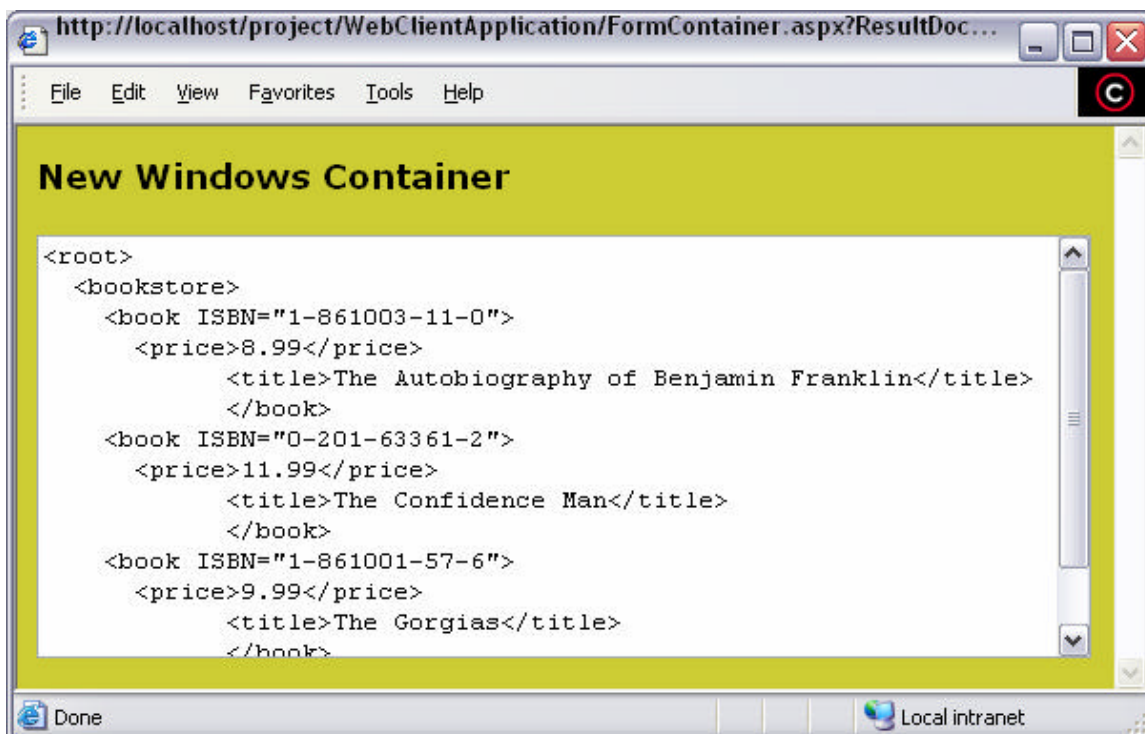 http://localhost/project/WebClientApplication/FormContainer.aspx?ResultDoc...
File Edit View Favorites Tools Help
C
New Windows Container
<root>
  <bookstore>
    <book ISBN="1-861003-11-0">
      <price>8.99</price>
            <title>The Autobiography of Benjamin Franklin</title>
            </book>
    <book ISBN="0-201-63361-2">
      <price>11.99</price>
            <title>The Confidence Man</title>
            </book>
    <book ISBN="1-861001-57-6">
      <price>9.99</price>
            <title>The Gorgias</title>
            </book>
Done Local intranet